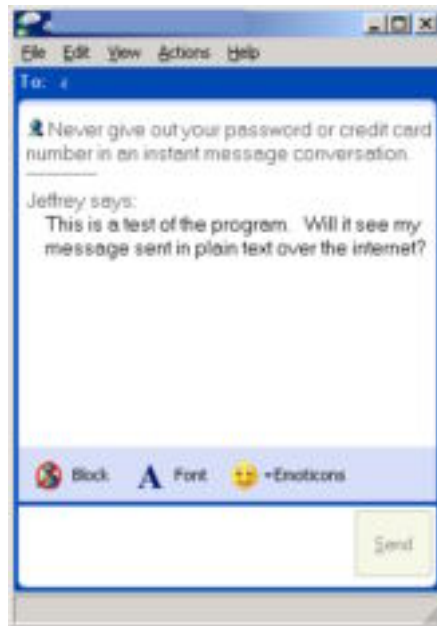 File Edit View Actions Help
To:
Never give out your password or credit card
number in an instant message conversation.
Jeffrey says:
This is a test of the program. Will it see my
message sent in plain text over the internet?
Block A Font Emoticons
Send